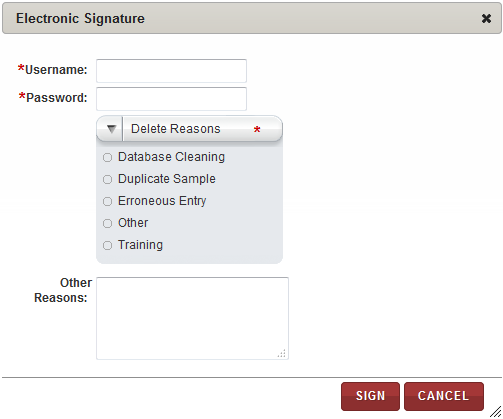 Electronic Signature
*Username:
*Password:
Delete Reasons *
Database Cleaning
Duplicate Sample
Erroneous Entry
Other
Training
Other
Reasons:
SIGN CANCEL